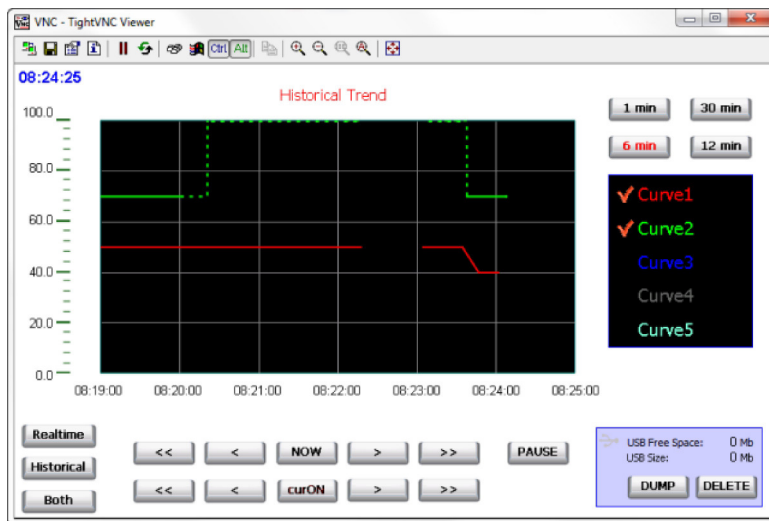 VNC - TightVNC Viewer
Ctrl Alt
08:24:25
Historical Trend
100.0
80.0
60.0
40.0
20.0
0.0
08:19:00 08:20:00 08:21:00 08:22:00 08:23:00 08:24:00 08:25:00
1 min 30 min
6 min 12 min
Curve1
Curve2
Curve3
Curve4
Curve5
Realtime
Historical
Both
<< < NOW > >> PAUSE
<< < curON > >>
USB Free Space: 0 Mb
USB Size: 0 Mb
DUMP DELETE